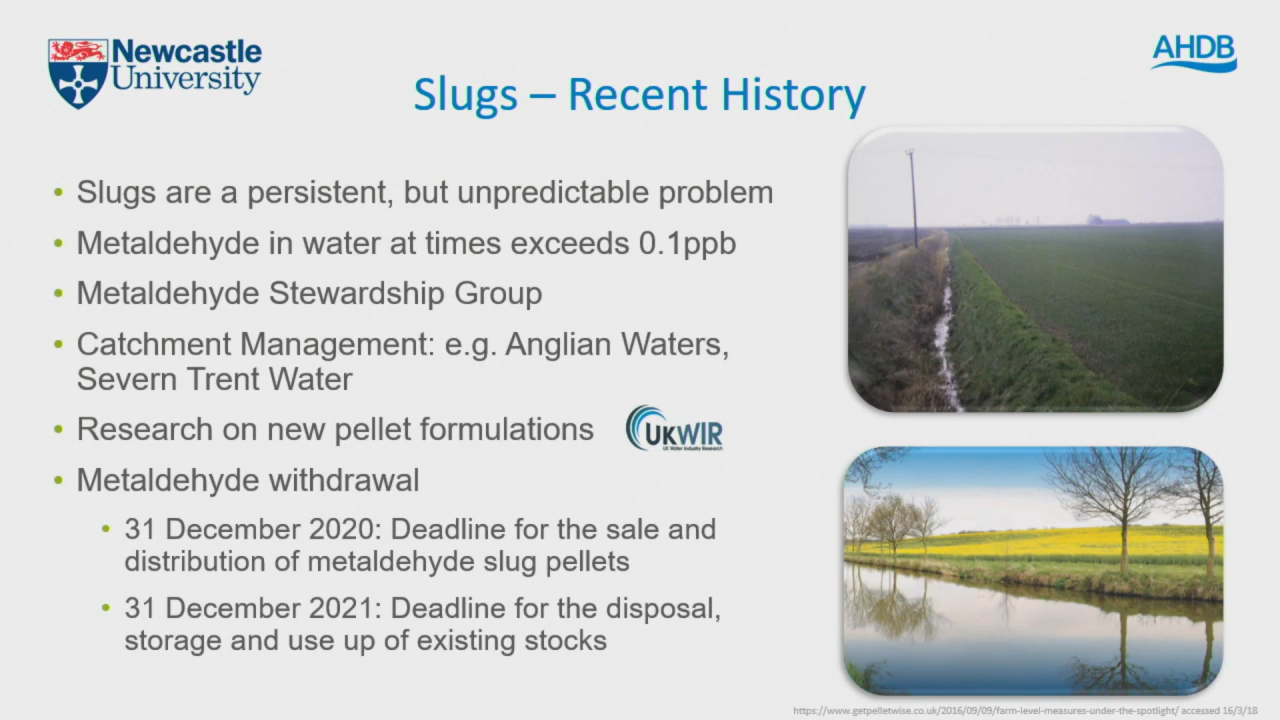 Newcastle
University
AHDB
Slugs – Recent History
• Slugs are a persistent, but unpredictable problem
• Metaldehyde in water at times exceeds 0.1ppb
• Metaldehyde Stewardship Group
• Catchment Management: e.g. Anglian Waters,
Severn Trent Water
• Research on new pellet formulations
UKWIR
UK Water Industry Research
• Metaldehyde withdrawal
• 31 December 2020: Deadline for the sale and
distribution of metaldehyde slug pellets
• 31 December 2021: Deadline for the disposal,
storage and use up of existing stocks
https://www.getpelletwise.co.uk/2016/09/09/farm-level-measures-under-the-spotlight/ accessed 16/3/18